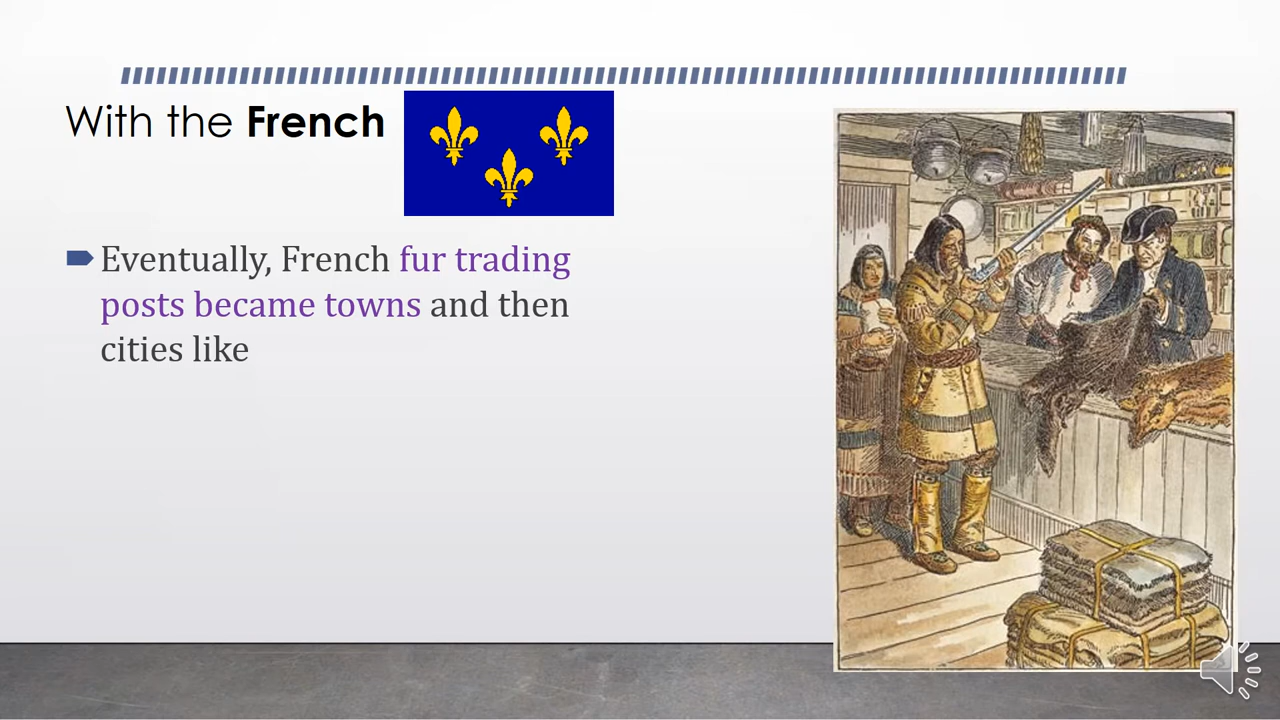 With the French
Eventually, French fur trading
posts became towns and then
cities like